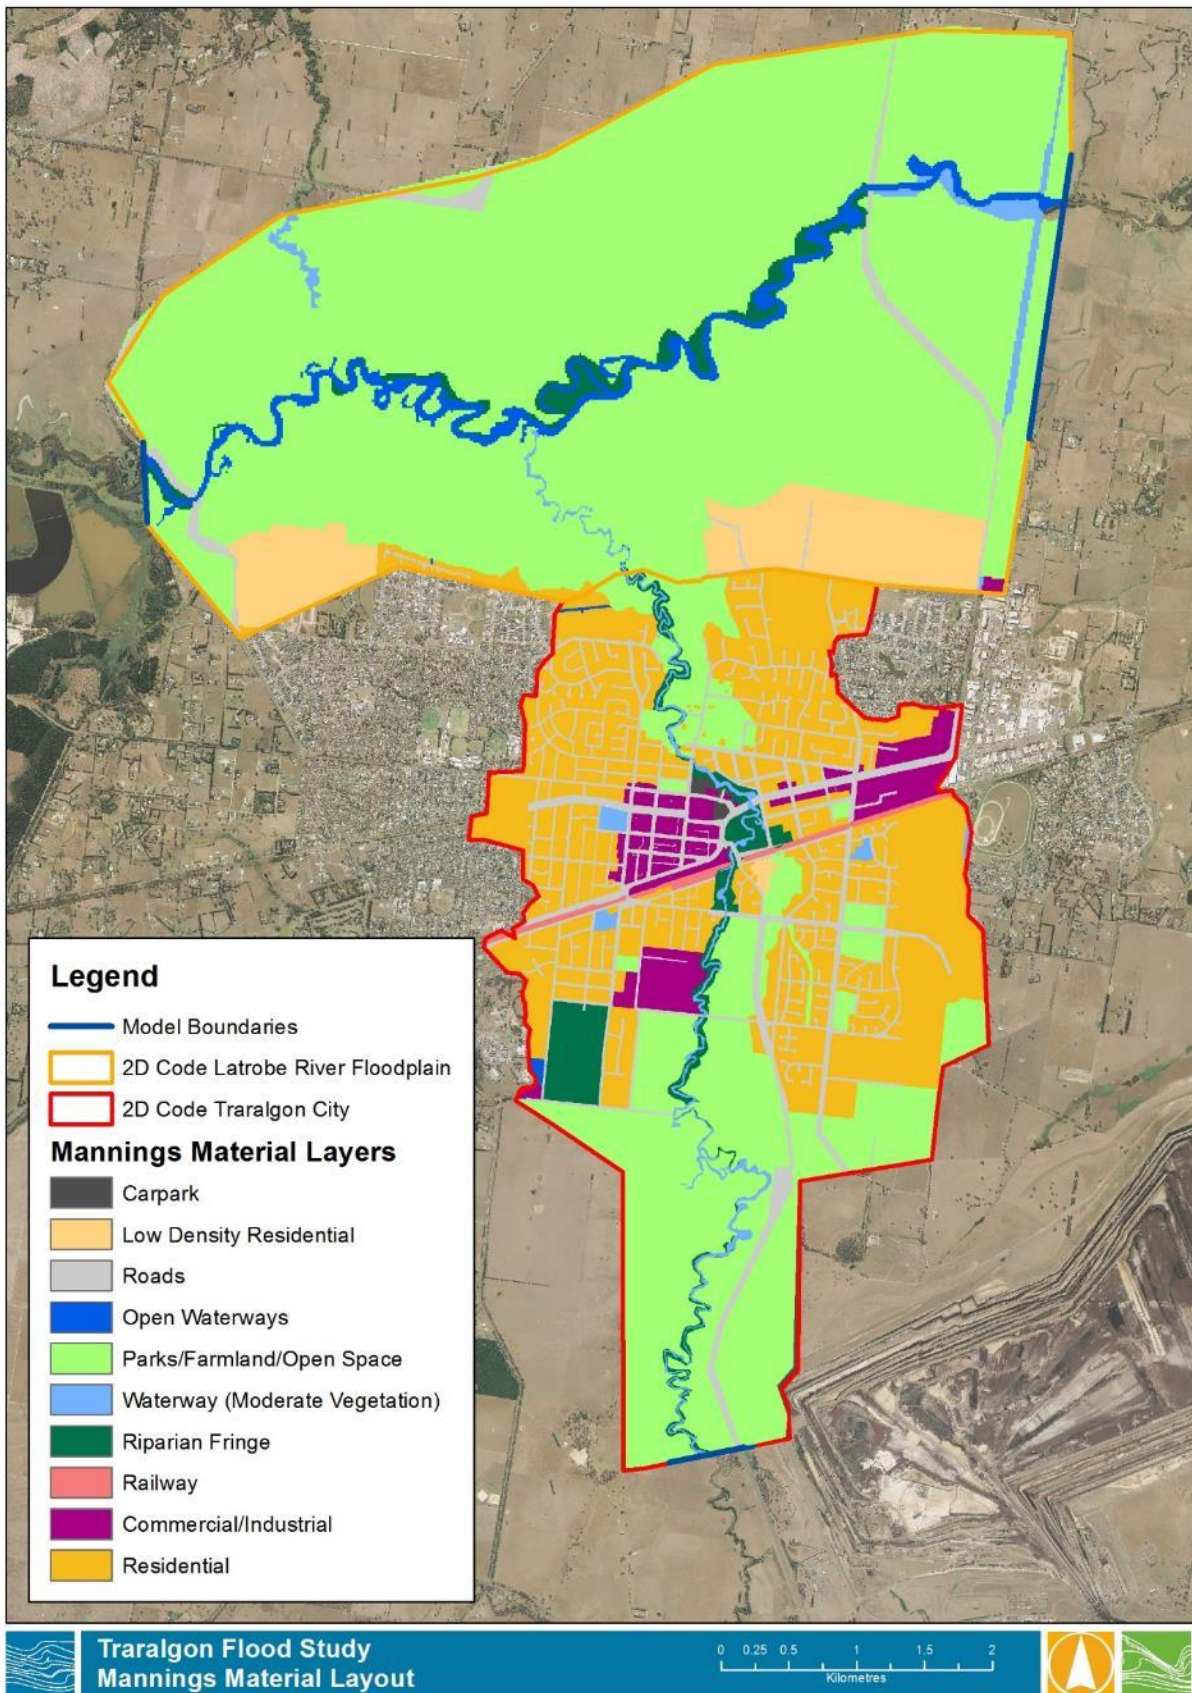 Legend
Model Boundaries
2D Code Latrobe River Floodplain
2D Code Traralgon City
Mannings Material Layers
Carpark
Low Density Residential
Roads
Open Waterways
Parks/Farmland/Open Space
Waterway (Moderate Vegetation)
Riparian Fringe
Railway
Commercial/Industrial
Residential
Traralgon Flood Study
Mannings Material Layout
0 0.25 0.5 1 1.5 2
Kilometres